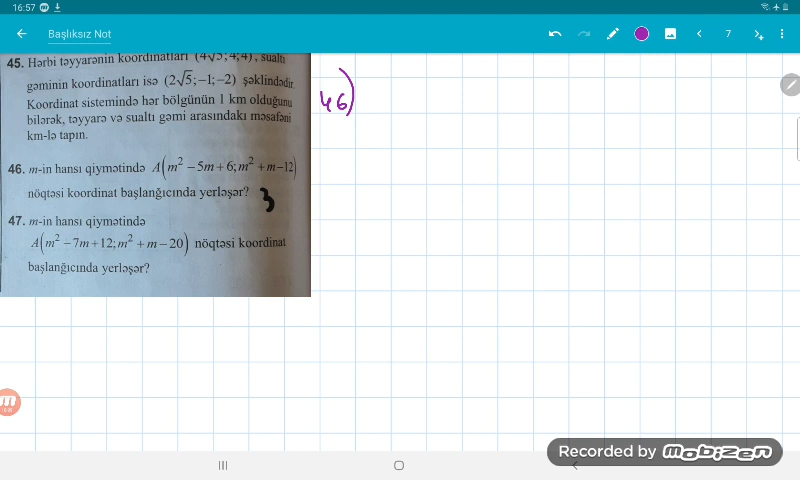 16:57
Başlıksız Not
7
45. Hərbi təyyarənin koordinatları (4√5; 4; 4), sualtı
gəminin koordinatları isə (2√5; −1; −2) şəklindədir.
Koordinat sistemində hər bölgünün 1 km olduğunu
bilərək, təyyarə və sualtı gəmi arasındakı məsafəni
km-lə tapın.
46)
46. m-in hansı qiymətində A(m² − 5m + 6; m² + m − 12)
nöqtəsi koordinat başlanğıcında yerləşər? 3
47. m-in hansı qiymətində
A(m² − 7m + 12; m² + m − 20) nöqtəsi koordinat
başlanğıcında yerləşər?
Recorded by mobizen